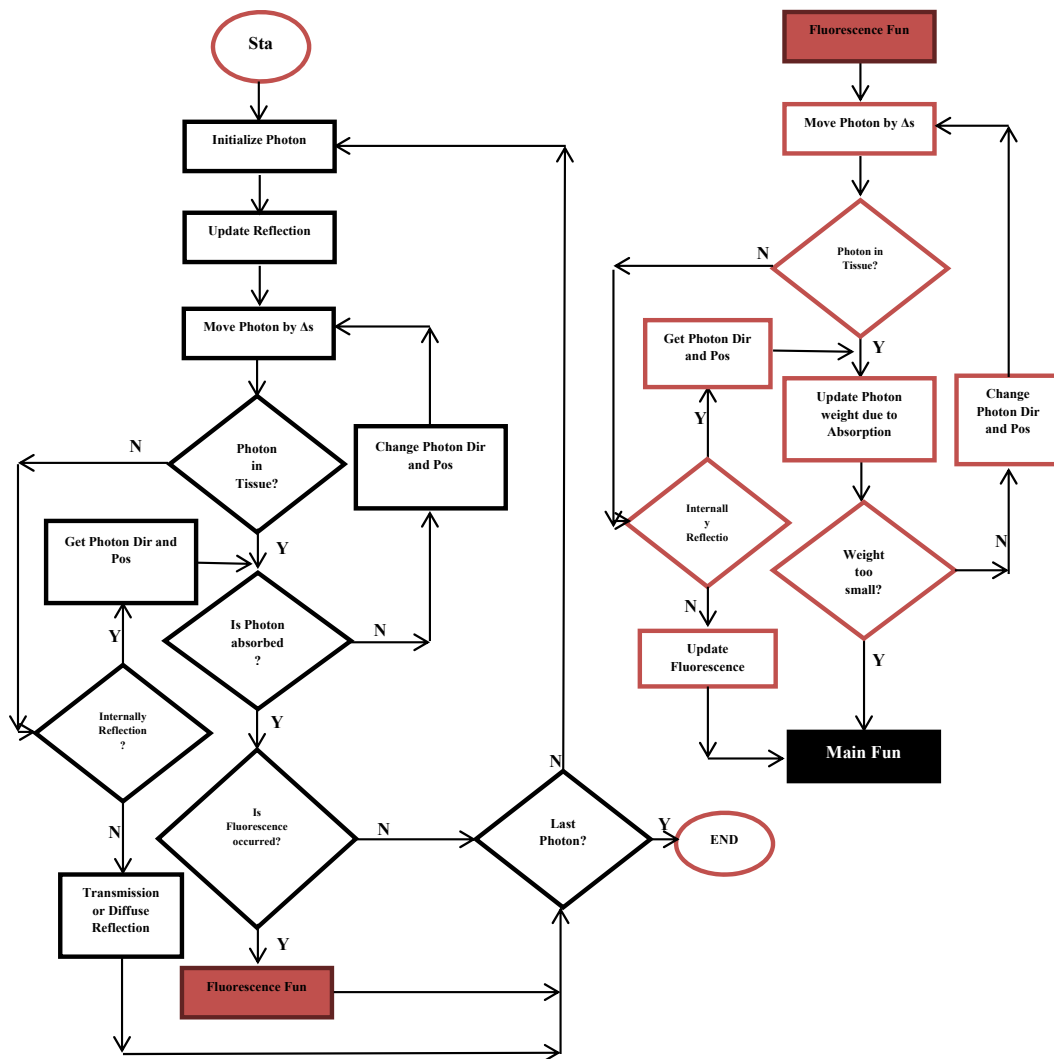 Sta
Initialize Photon
Update Reflection
Move Photon by Δs
N
Photon
in
Tissue?
Change Photon Dir
and Pos
Y
Get Photon Dir and
Pos
Y
Is Photon
absorbed
?
N
Internally
Reflection
?
Y
N
Is
Fluorescence
occurred?
N
N
Last
Photon?
Y
END
Transmission
or Diffuse
Reflection
Y
Fluorescence Fun
Fluorescence Fun
Move Photon by Δs
N
Photon in
Tissue?
Get Photon Dir
and Pos
Y
Update Photon
weight due to
Absorption
Change
Photon Dir
and Pos
Y
Internall
y
Reflectio
Weight
too
small?
N
N
Update
Fluorescence
Y
Main Fun